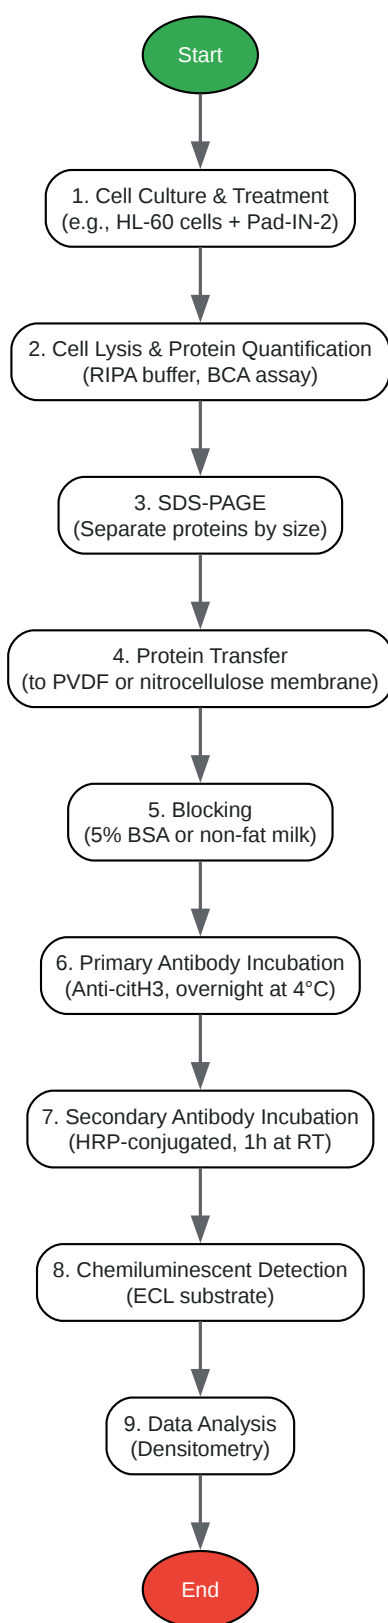 Start
1. Cell Culture & Treatment
(e.g., HL-60 cells + Pad-IN-2)
2. Cell Lysis & Protein Quantification
(RIPA buffer, BCA assay)
3. SDS-PAGE
(Separate proteins by size)
4. Protein Transfer
(to PVDF or nitrocellulose membrane)
5. Blocking
(5% BSA or non-fat milk)
6. Primary Antibody Incubation
(Anti-citH3, overnight at 4°C)
7. Secondary Antibody Incubation
(HRP-conjugated, 1h at RT)
8. Chemiluminescent Detection
(ECL substrate)
9. Data Analysis
(Densitometry)
End